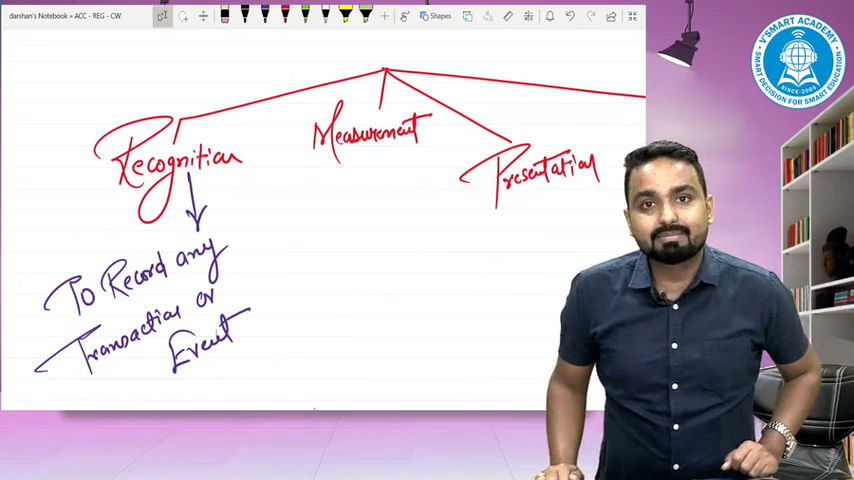 darshan's Notebook » ACC - REG - CW
Shapes
V'SMART ACADEMY
SMART DECISION FOR SMART EDUCATION
SINCE-2005
Recognition
Measurement
Presentation
To Record any
Transaction or
Event